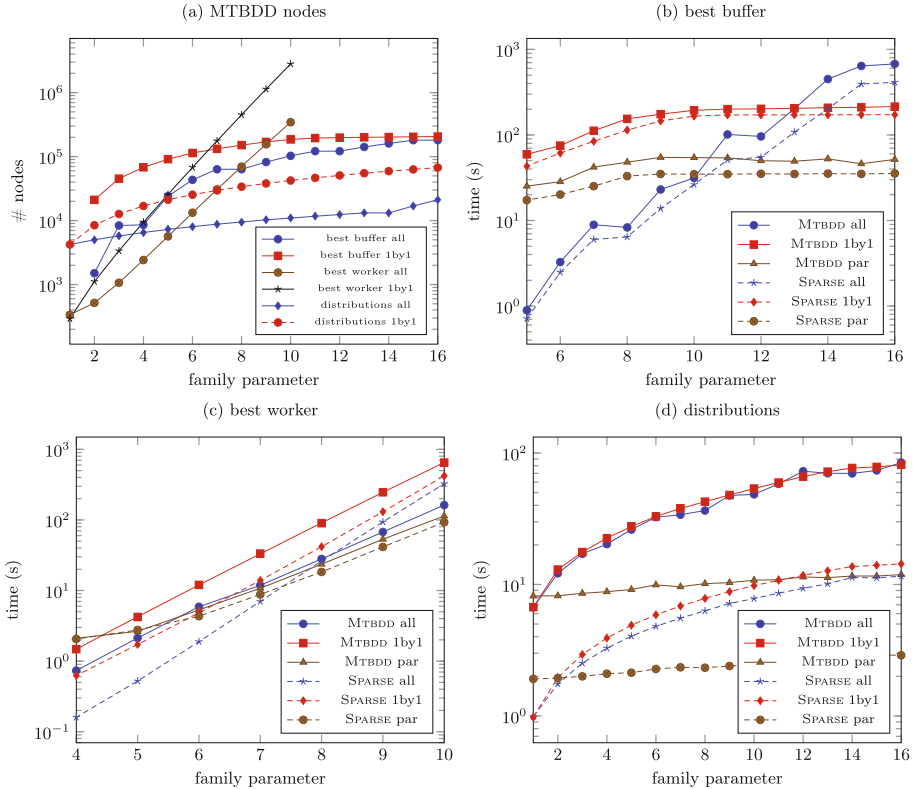 (a) MTBDD nodes
10^6
10^5
10^4
10^3
# nodes
2 4 6 8 10 12 14 16
family parameter
best buffer all
best buffer 1by1
best worker all
best worker 1by1
distributions all
distributions 1by1
(b) best buffer
10^3
10^2
10^1
10^0
time (s)
6 8 10 12 14 16
family parameter
MTBDD all
MTBDD 1by1
MTBDD par
SPARSE all
SPARSE 1by1
SPARSE par
(c) best worker
10^3
10^2
10^1
10^0
10^−1
time (s)
4 5 6 7 8 9 10
family parameter
MTBDD all
MTBDD 1by1
MTBDD par
SPARSE all
SPARSE 1by1
SPARSE par
(d) distributions
10^2
10^1
10^0
time (s)
2 4 6 8 10 12 14 16
family parameter
MTBDD all
MTBDD 1by1
MTBDD par
SPARSE all
SPARSE 1by1
SPARSE par